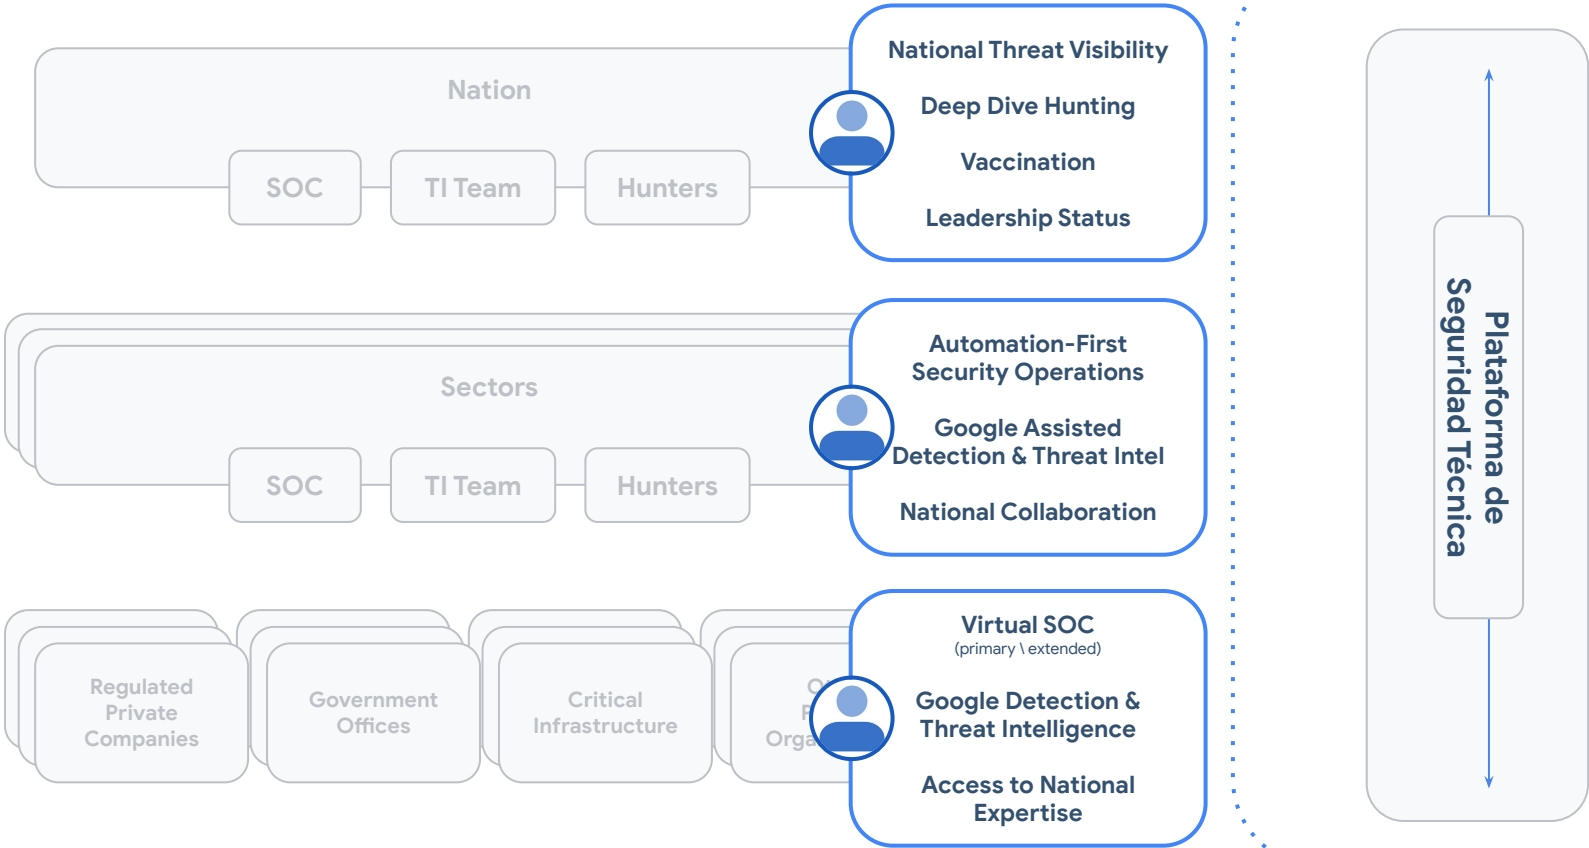 Nation
SOC
TI Team
Hunters
National Threat Visibility
Deep Dive Hunting
Vaccination
Leadership Status
Sectors
SOC
TI Team
Hunters
Automation-First
Security Operations
Google Assisted
Detection & Threat Intel
National Collaboration
Regulated
Private
Companies
Government
Offices
Critical
Infrastructure
Virtual SOC
(primary \ extended)
Google Detection &
Threat Intelligence
Access to National
Expertise
Plataforma de
Seguridad Técnica